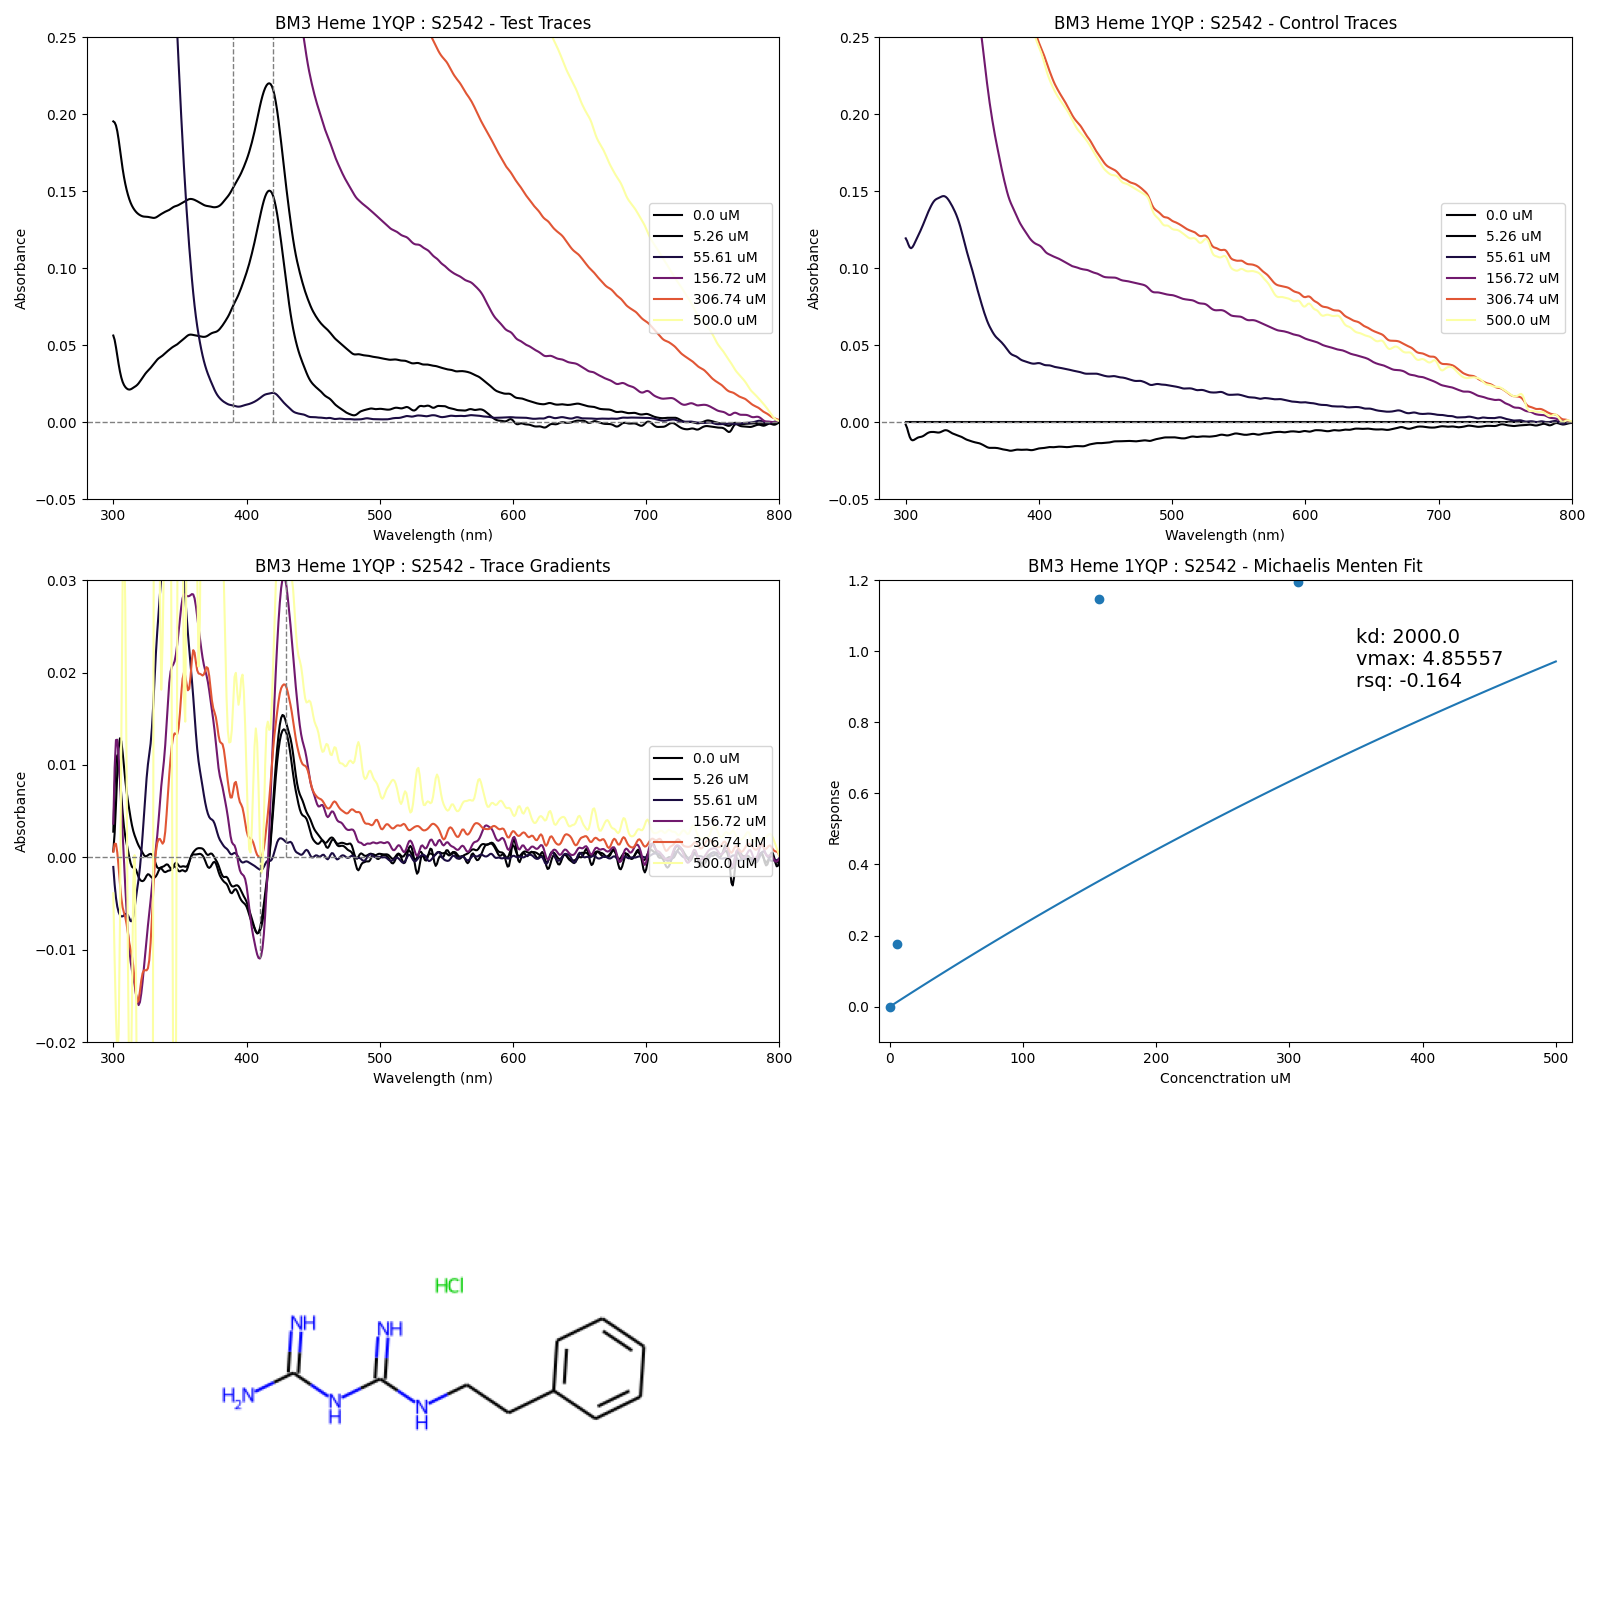 BM3 Heme 1YQP : S2542 - Test Traces
0.25
0.20
0.15
0.10
0.05
0.00
−0.05
Absorbance
300 400 500 600 700 800
Wavelength (nm)
0.0 uM
5.26 uM
55.61 uM
156.72 uM
306.74 uM
500.0 uM
BM3 Heme 1YQP : S2542 - Control Traces
0.25
0.20
0.15
0.10
0.05
0.00
−0.05
Absorbance
300 400 500 600 700 800
Wavelength (nm)
0.0 uM
5.26 uM
55.61 uM
156.72 uM
306.74 uM
500.0 uM
BM3 Heme 1YQP : S2542 - Trace Gradients
0.03
0.02
0.01
0.00
−0.01
−0.02
Absorbance
300 400 500 600 700 800
Wavelength (nm)
0.0 uM
5.26 uM
55.61 uM
156.72 uM
306.74 uM
500.0 uM
BM3 Heme 1YQP : S2542 - Michaelis Menten Fit
1.2
1.0
0.8
0.6
0.4
0.2
0.0
Response
kd: 2000.0
vmax: 4.85557
rsq: -0.164
0 100 200 300 400 500
Concenctration uM
HCl
NH
NH
H2N
N
H
N
H